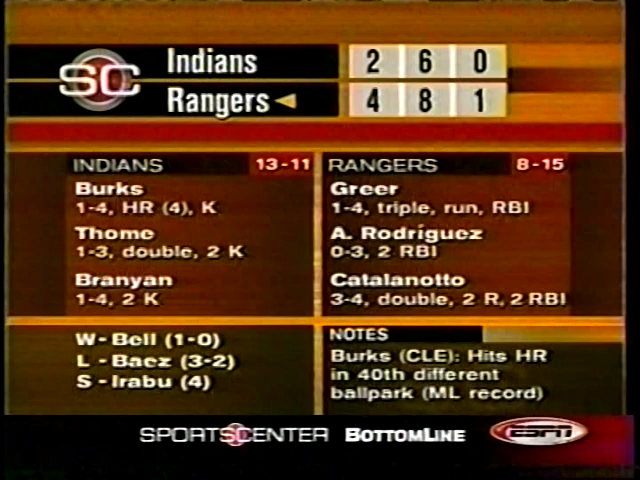 SC
Indians 2 6 0
Rangers 4 8 1
INDIANS 13-11
Burks
1-4, HR (4), K
Thome
1-3, double, 2 K
Branyan
1-4, 2 K
RANGERS 8-15
Greer
1-4, triple, run, RBI
A. Rodríguez
0-3, 2 RBI
Catalanotto
3-4, double, 2 R, 2 RBI
W - Bell (1-0)
L - Baez (3-2)
S - Irabu (4)
NOTES
Burks (CLE): Hits HR
in 40th different
ballpark (ML record)
SPORTSCENTER BOTTOMLINE ESPN